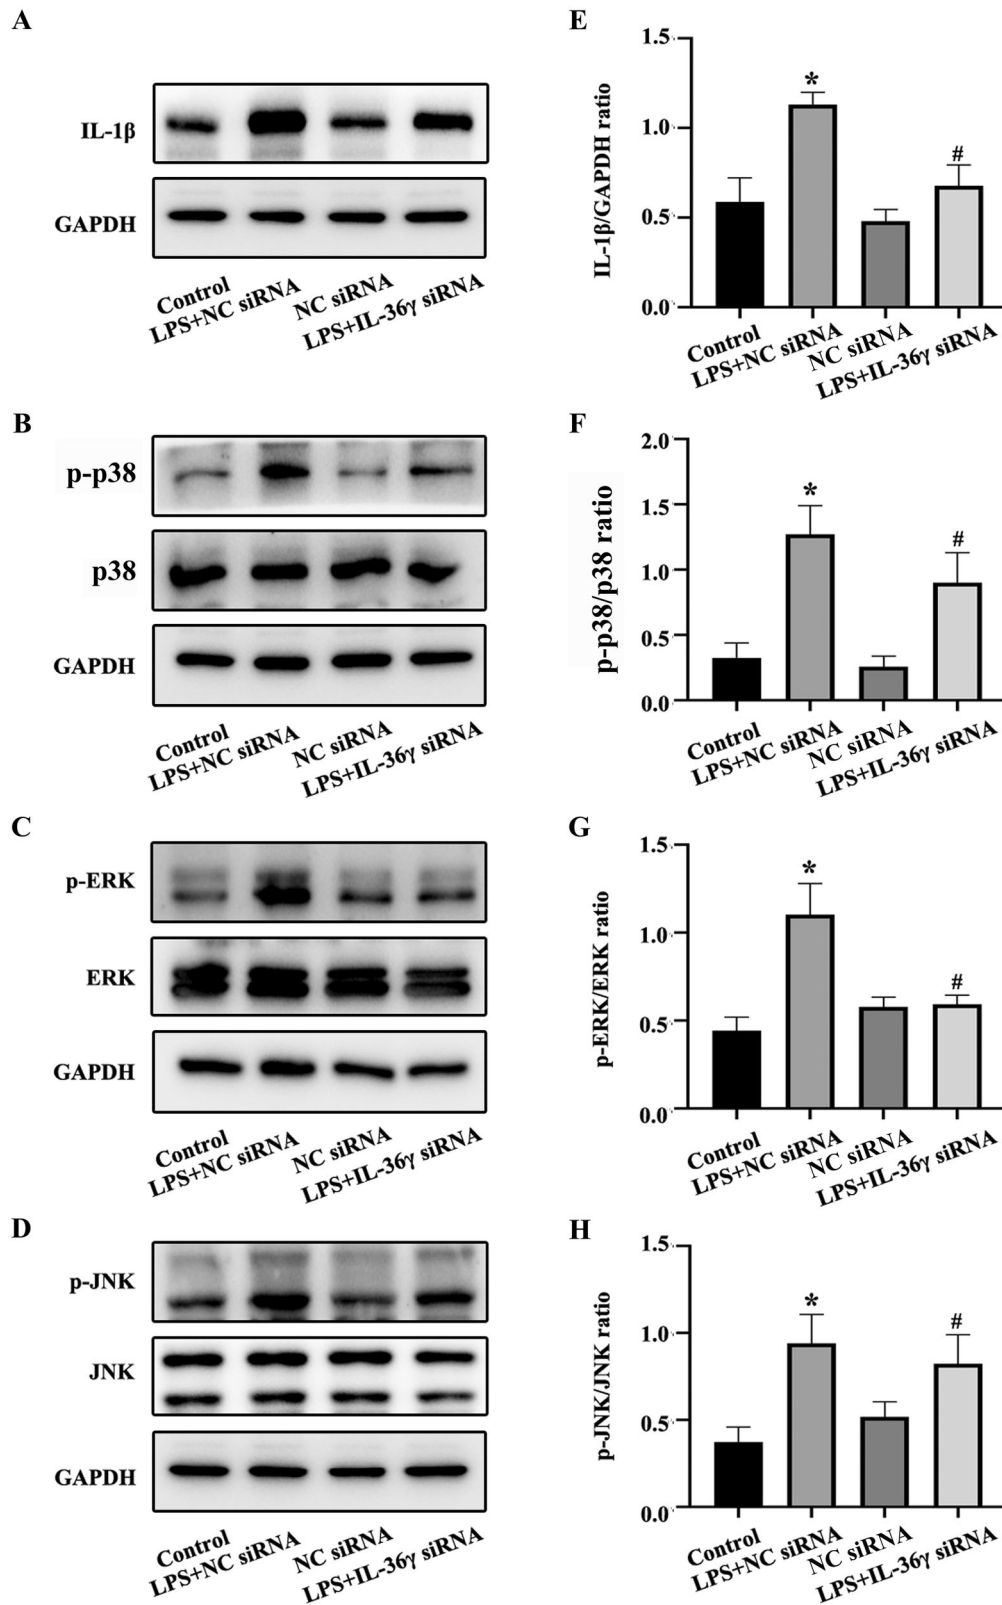 A
IL-1β
GAPDH
Control
LPS+NC siRNA
NC siRNA
LPS+IL-36γ siRNA
E
IL-1β/GAPDH ratio
1.5
1.0
0.5
0.0
*
#
Control
LPS+NC siRNA
NC siRNA
LPS+IL-36γ siRNA
B
p-p38
p38
GAPDH
Control
LPS+NC siRNA
NC siRNA
LPS+IL-36γ siRNA
F
p-p38/p38 ratio
2.0
1.5
1.0
0.5
0.0
*
#
Control
LPS+NC siRNA
NC siRNA
LPS+IL-36γ siRNA
C
p-ERK
ERK
GAPDH
Control
LPS+NC siRNA
NC siRNA
LPS+IL-36γ siRNA
G
p-ERK/ERK ratio
1.5
1.0
0.5
0.0
*
#
Control
LPS+NC siRNA
NC siRNA
LPS+IL-36γ siRNA
D
p-JNK
JNK
GAPDH
Control
LPS+NC siRNA
NC siRNA
LPS+IL-36γ siRNA
H
p-JNK/JNK ratio
1.5
1.0
0.5
0.0
*
#
Control
LPS+NC siRNA
NC siRNA
LPS+IL-36γ siRNA